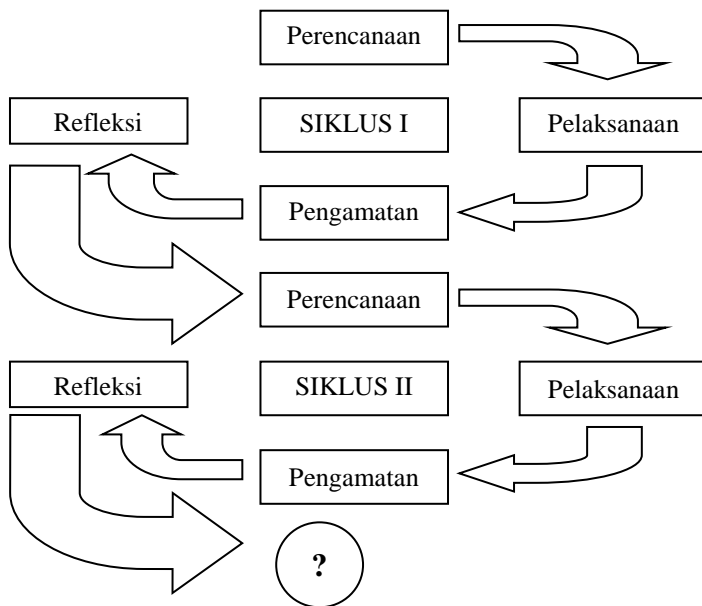 Perencanaan
Refleksi
SIKLUS I
Pelaksanaan
Pengamatan
Perencanaan
Refleksi
SIKLUS II
Pelaksanaan
Pengamatan
?